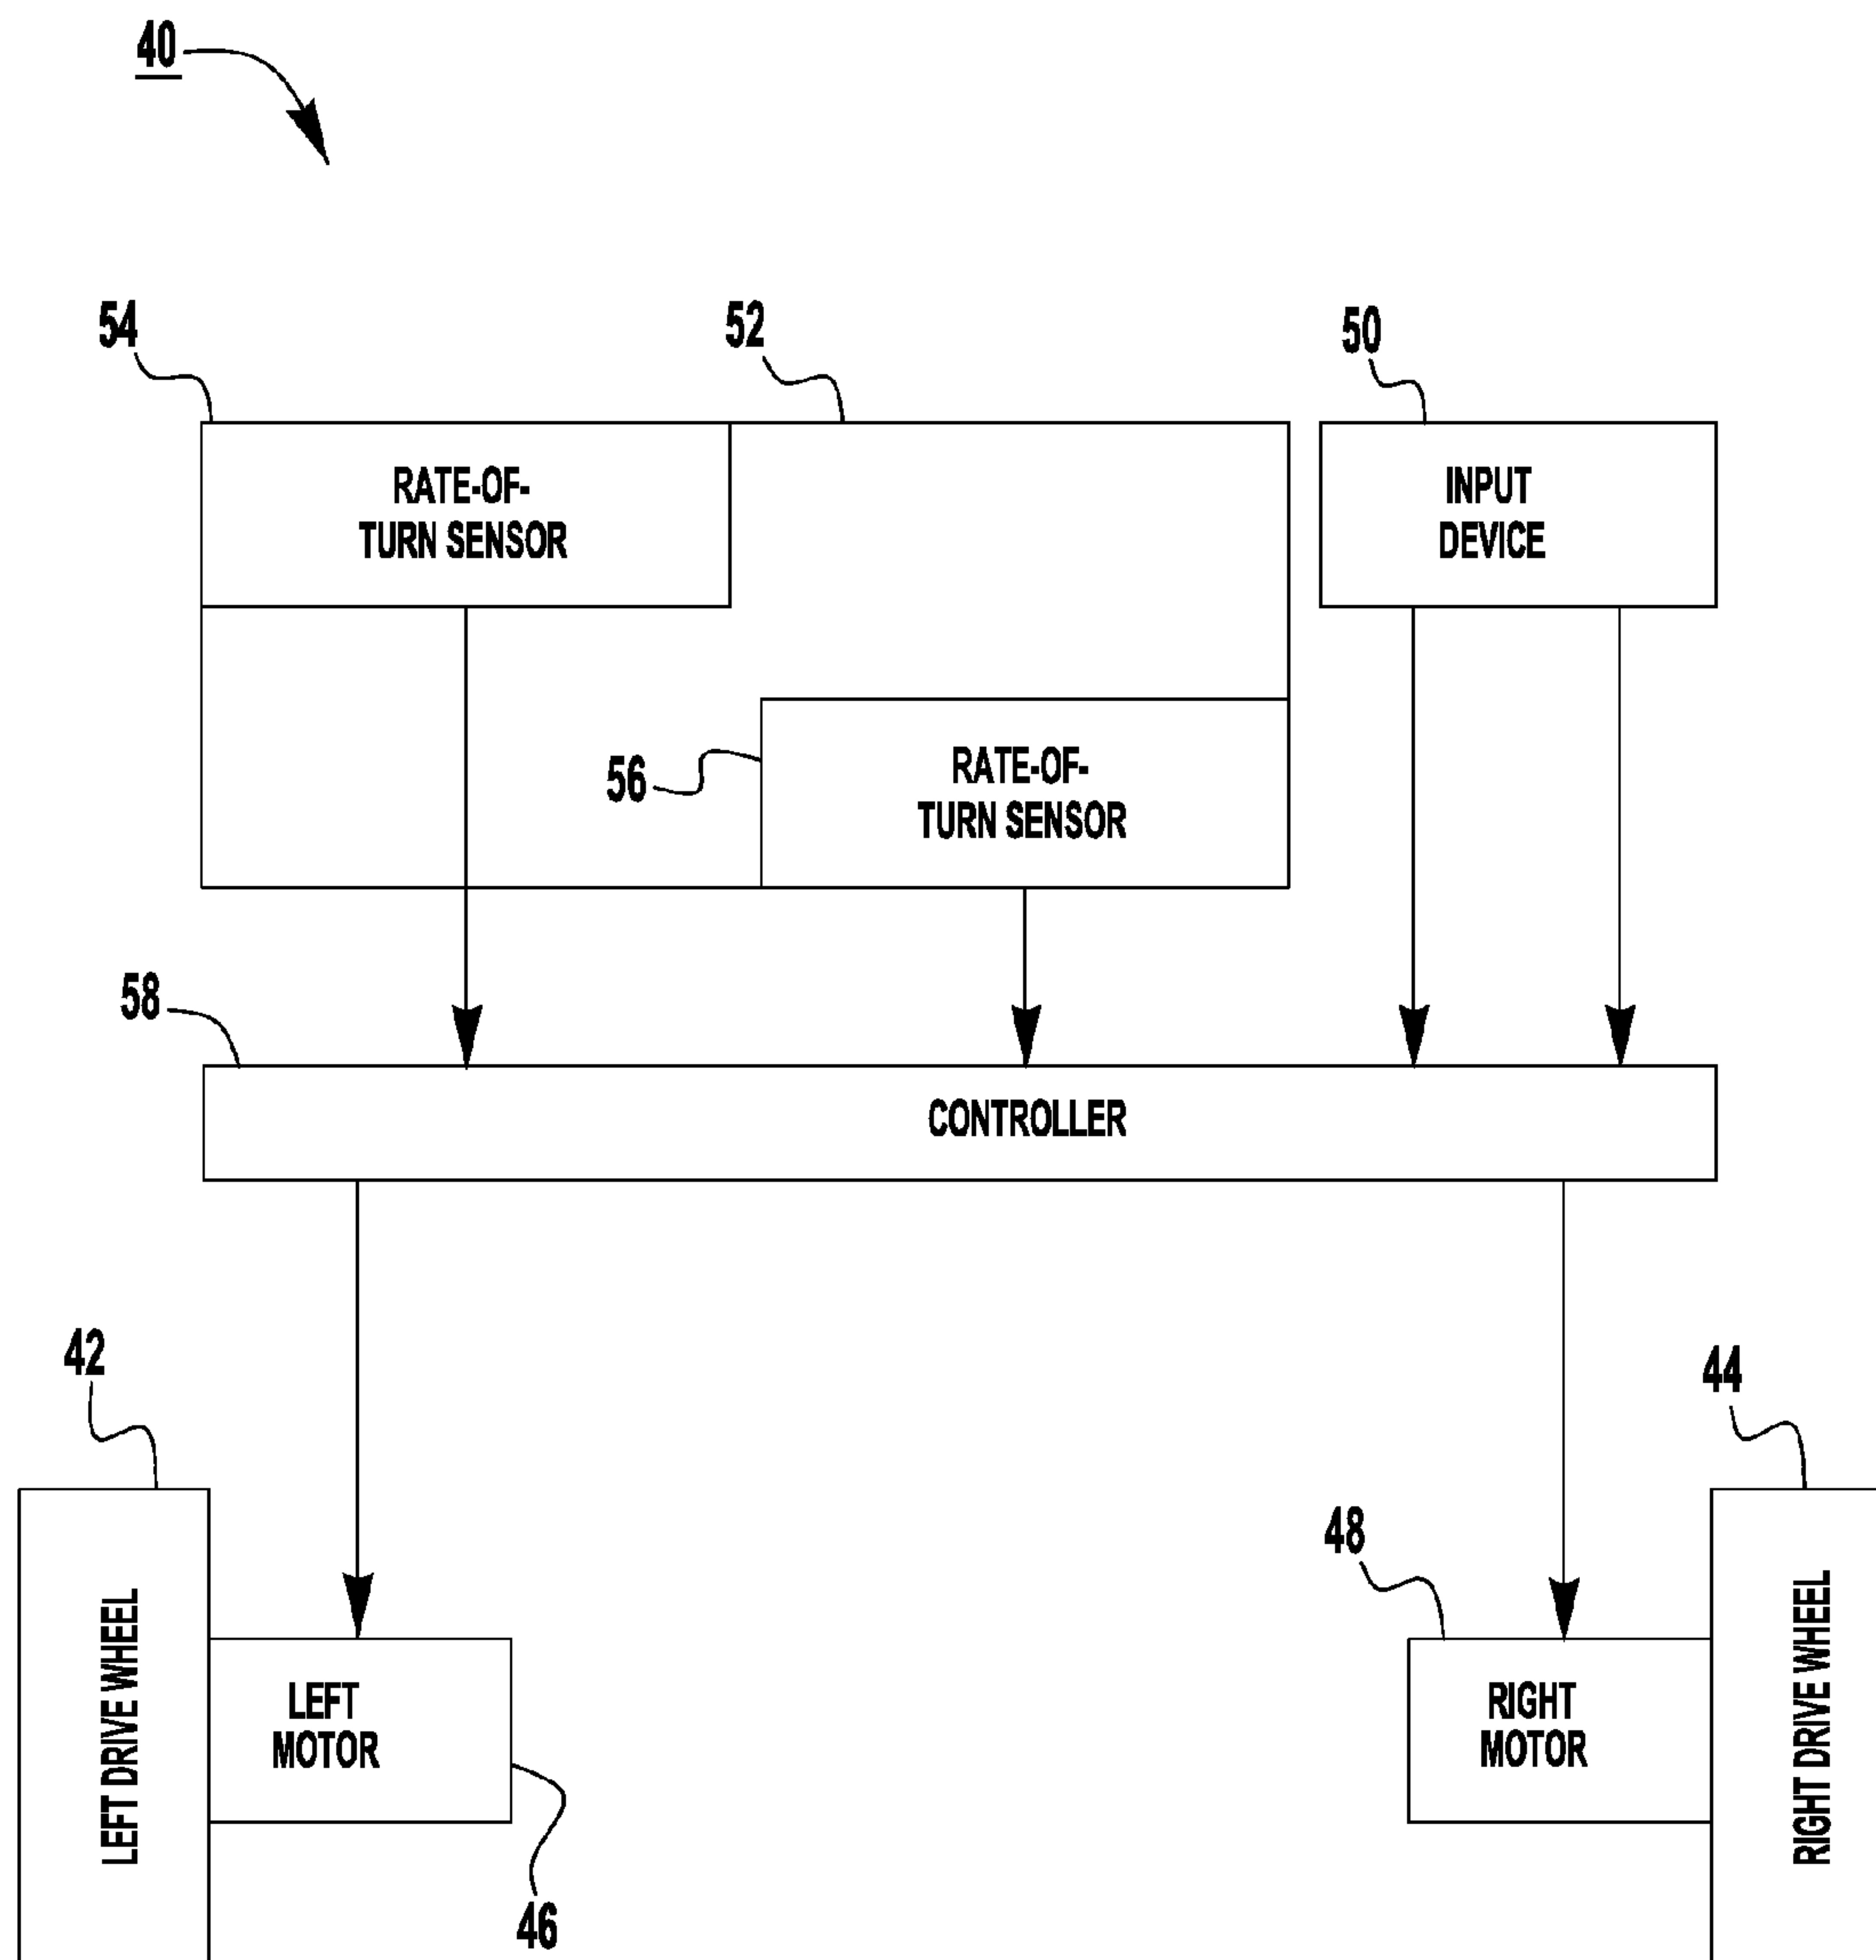 40
54
52
50
RATE-OF-
TURN SENSOR
INPUT
DEVICE
56
RATE-OF-
TURN SENSOR
58
CONTROLLER
42
44
48
LEFT DRIVE WHEEL
LEFT
MOTOR
RIGHT
MOTOR
RIGHT DRIVE WHEEL
46